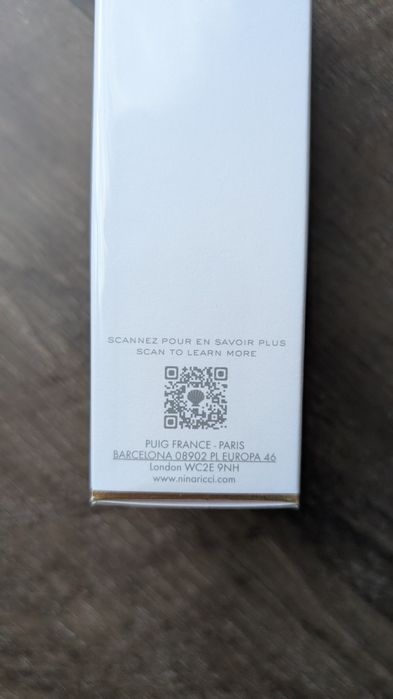 SCANNEZ POUR EN SAVOIR PLUS
SCAN TO LEARN MORE
PUIG FRANCE - PARIS
BARCELONA 08902 PL EUROPA 46
London WC2E 9NH
www.ninaricci.com